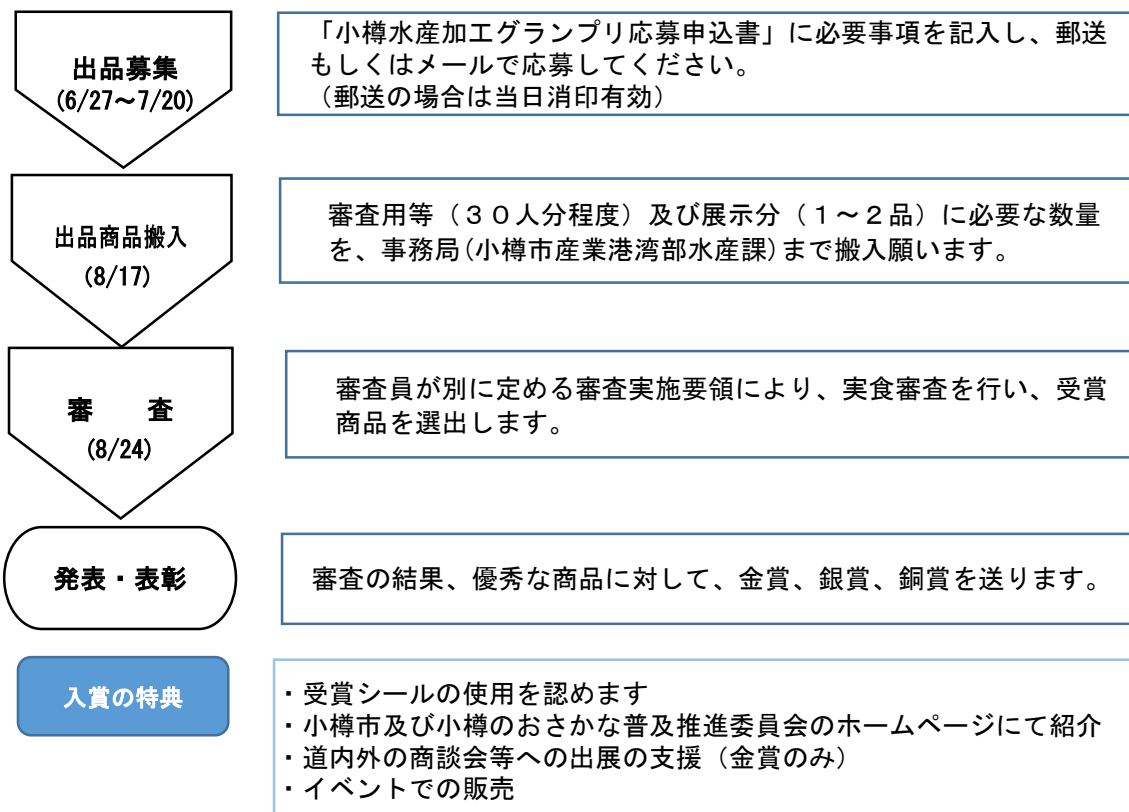 出品募集
(6/27～7/20)
「小樽水産加工グランプリ応募申込書」に必要事項を記入し、郵送
もしくはメールで応募してください。
（郵送の場合は当日消印有効）
出品商品搬入
(8/17)
審査用等（３０人分程度）及び展示分（１～２品）に必要な数量
を、事務局(小樽市産業港湾部水産課)まで搬入願います。
審　　査
(8/24)
審査員が別に定める審査実施要領により、実食審査を行い、受賞
商品を選出します。
発表・表彰
審査の結果、優秀な商品に対して、金賞、銀賞、銅賞を送ります。
入賞の特典
・受賞シールの使用を認めます
・小樽市及び小樽のおさかな普及推進委員会のホームページにて紹介
・道内外の商談会等への出展の支援（金賞のみ）
・イベントでの販売